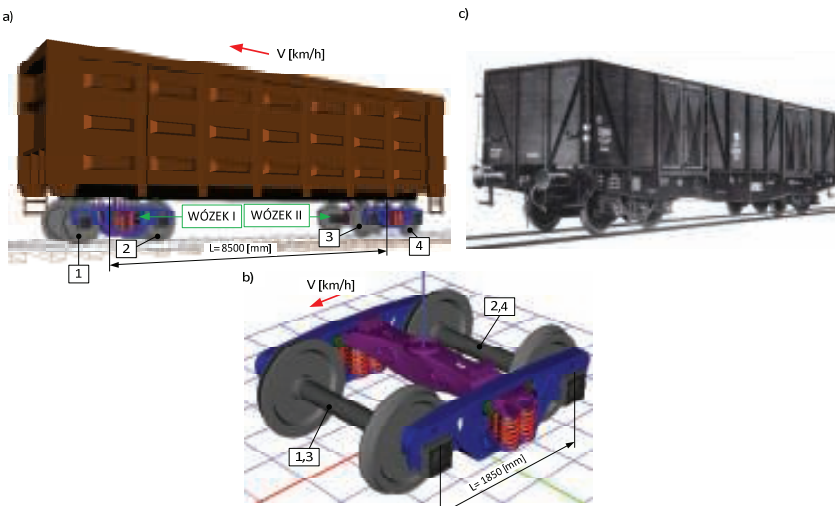 a)
V [km/h]
WÓZEK I
WÓZEK II
1
2
3
4
L= 8500 [mm]
c)
b)
V [km/h]
2,4
1,3
L= 1850 [mm]